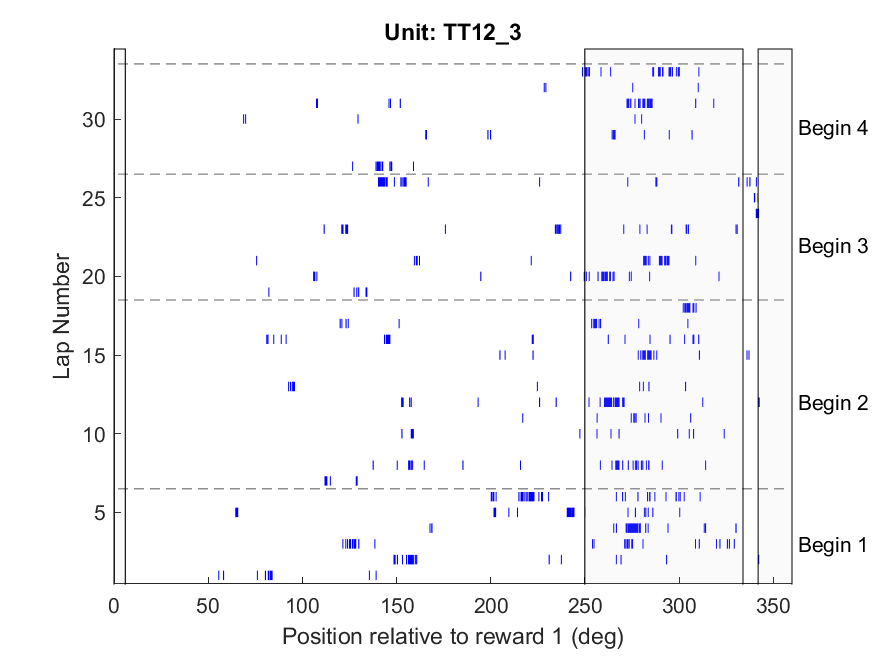 Unit: TT12_3
Lap Number
30
25
20
15
10
5
Begin 4
Begin 3
Begin 2
Begin 1
0 50 100 150 200 250 300 350
Position relative to reward 1 (deg)